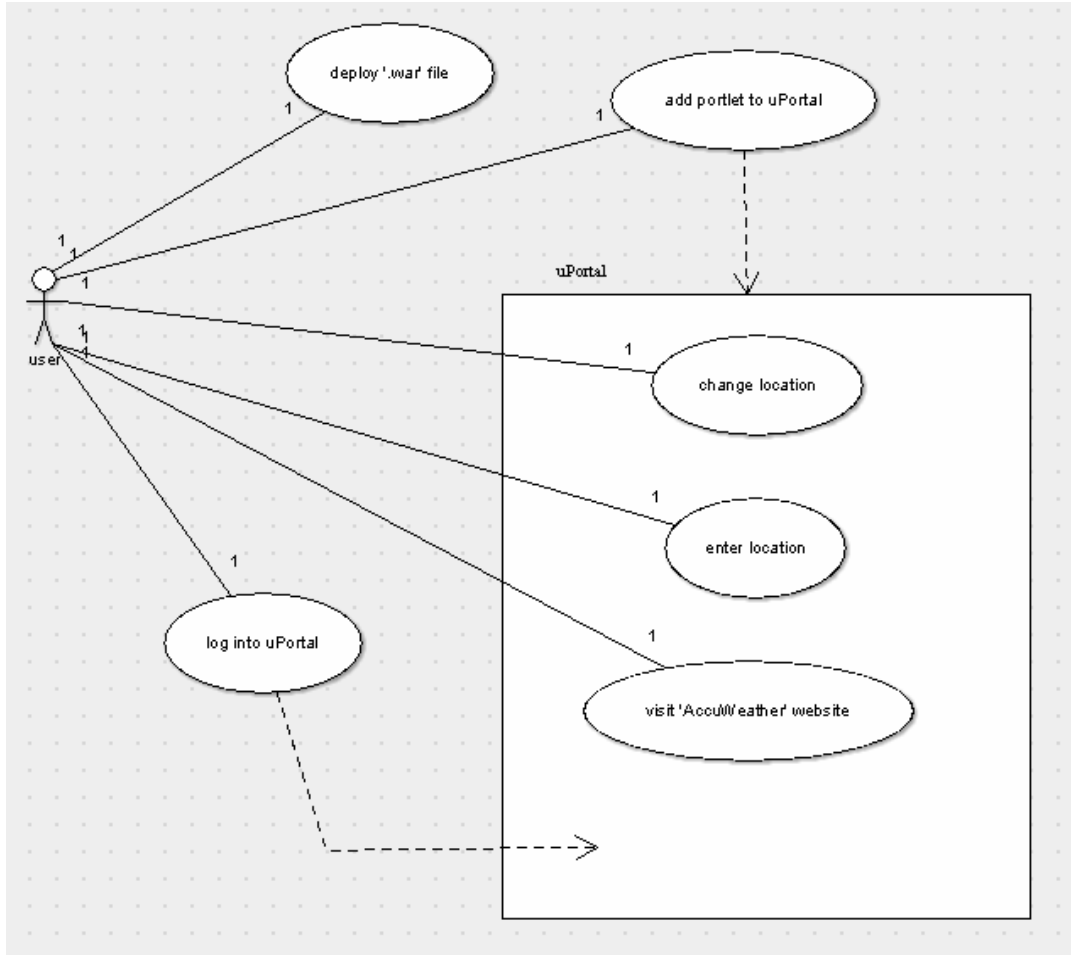 deploy '.war' file
add portlet to uPortal
1
1
1
1
1
uPortal
user
1
1
1
1
change location
1
enter location
1
log into uPortal
1
visit 'AccuWeather' website